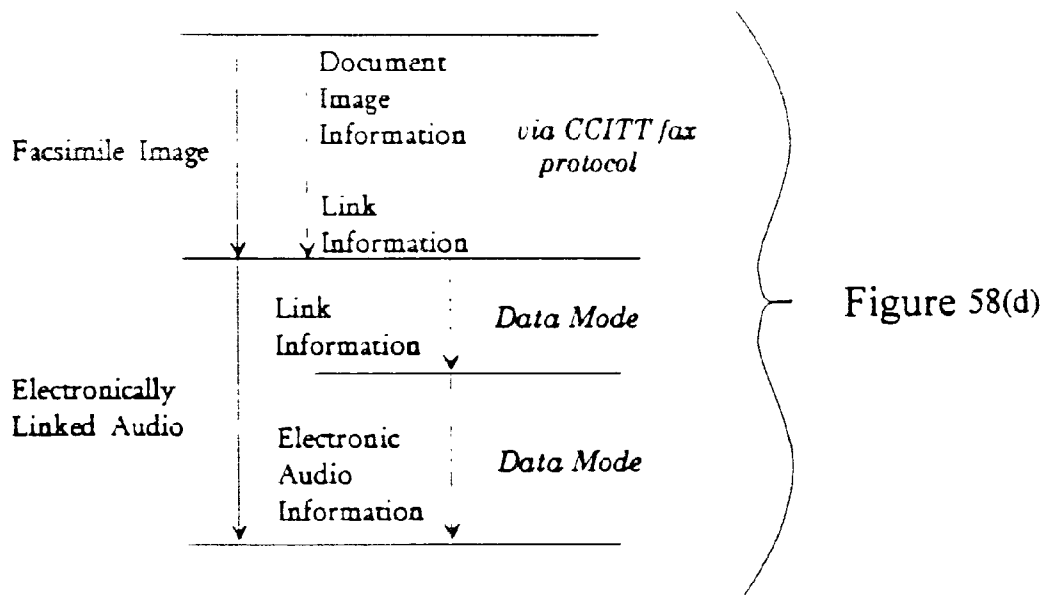 Document
Image
Information
via CCITT fax
protocol
Facsimile Image
Link
Information
Link
Information
Data Mode
Figure 58(d)
Electronically
Linked Audio
Electronic
Audio
Information
Data Mode